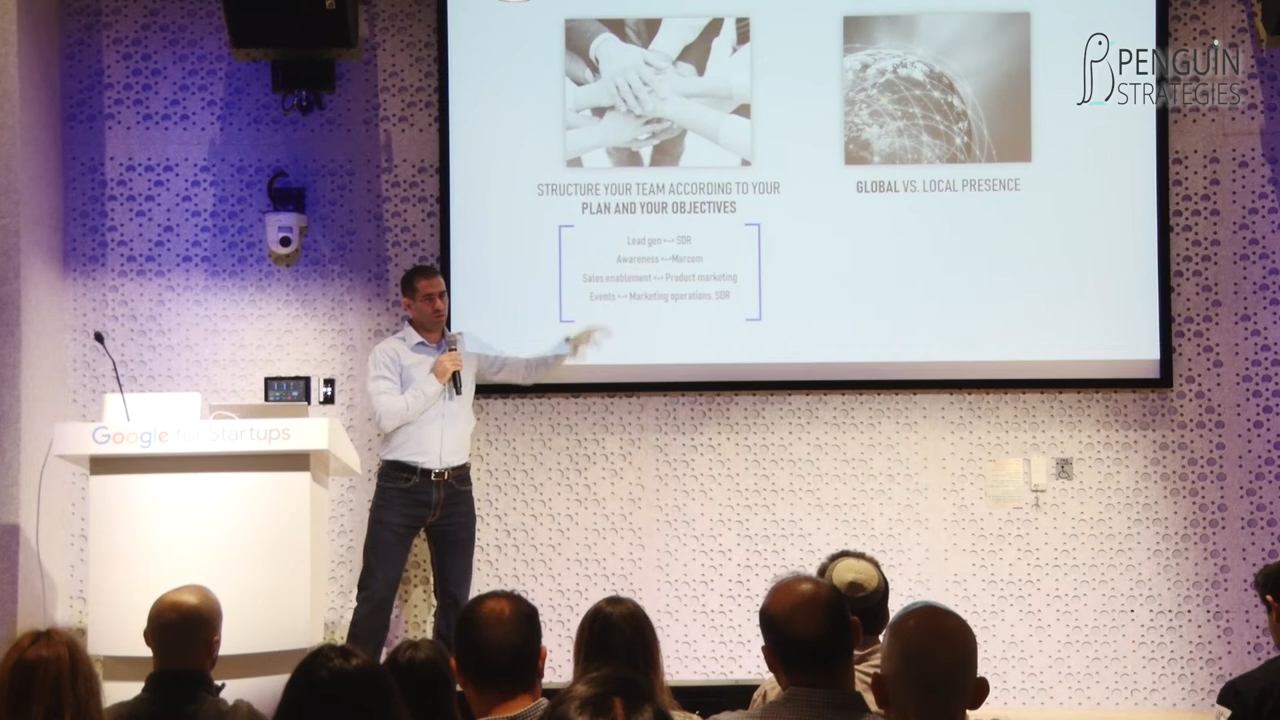 PENGUIN
STRATEGIES
STRUCTURE YOUR TEAM ACCORDING TO YOUR
PLAN AND YOUR OBJECTIVES
GLOBAL VS. LOCAL PRESENCE
Lead gen <--> SDR
Awareness <-->Marcom
Sales enablement <--> Product marketing
Events <--> Marketing operations, SDR
Google for Startups